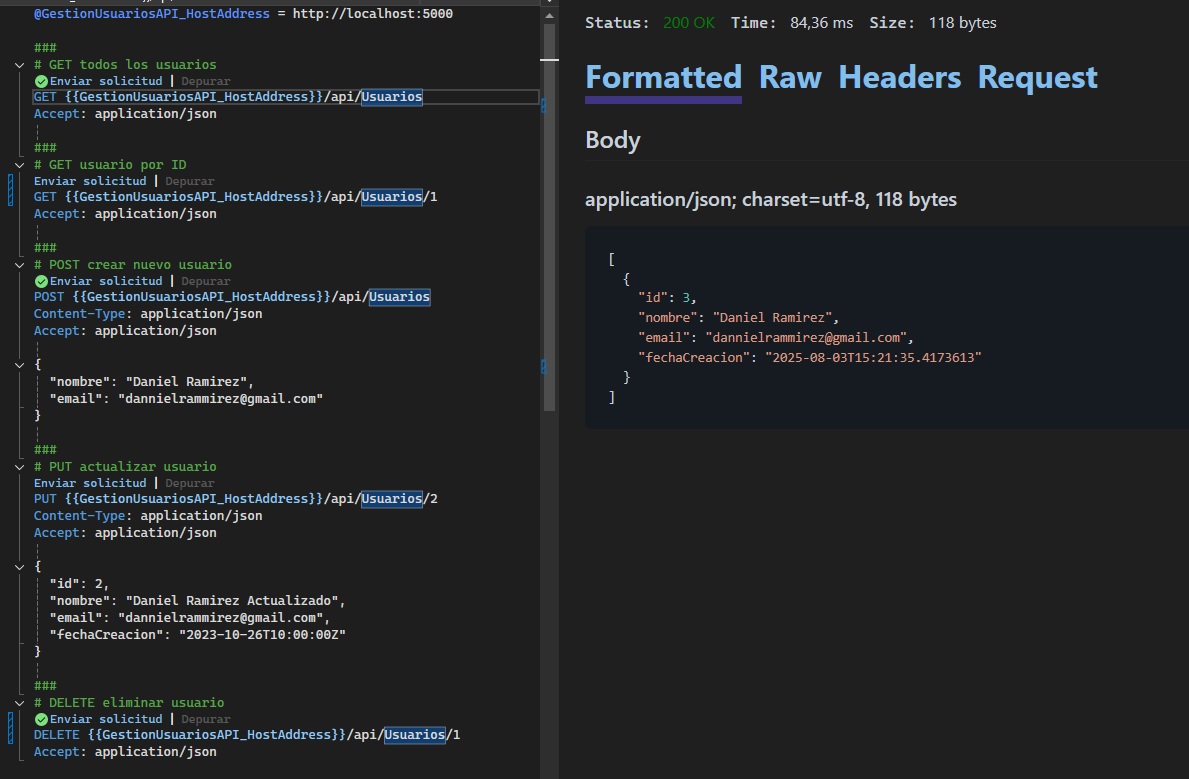 @GestionUsuariosAPI_HostAddress = http://localhost:5000
###
# GET todos los usuarios
Enviar solicitud | Depurar
GET {{GestionUsuariosAPI_HostAddress}}/api/Usuarios
Accept: application/json
###
# GET usuario por ID
Enviar solicitud | Depurar
GET {{GestionUsuariosAPI_HostAddress}}/api/Usuarios/1
Accept: application/json
###
# POST crear nuevo usuario
Enviar solicitud | Depurar
POST {{GestionUsuariosAPI_HostAddress}}/api/Usuarios
Content-Type: application/json
Accept: application/json
{
"nombre": "Daniel Ramirez",
"email": "dannielrammirez@gmail.com"
}
###
# PUT actualizar usuario
Enviar solicitud | Depurar
PUT {{GestionUsuariosAPI_HostAddress}}/api/Usuarios/2
Content-Type: application/json
Accept: application/json
{
"id": 2,
"nombre": "Daniel Ramirez Actualizado",
"email": "dannielrammirez@gmail.com",
"fechaCreacion": "2023-10-26T10:00:00Z"
}
###
# DELETE eliminar usuario
Enviar solicitud | Depurar
DELETE {{GestionUsuariosAPI_HostAddress}}/api/Usuarios/1
Accept: application/json
Status: 200 OK Time: 84,36 ms Size: 118 bytes
Formatted Raw Headers Request
Body
application/json; charset=utf-8, 118 bytes
[
{
"id": 3,
"nombre": "Daniel Ramirez",
"email": "dannielrammirez@gmail.com",
"fechaCreacion": "2025-08-03T15:21:35.4173613"
}
]